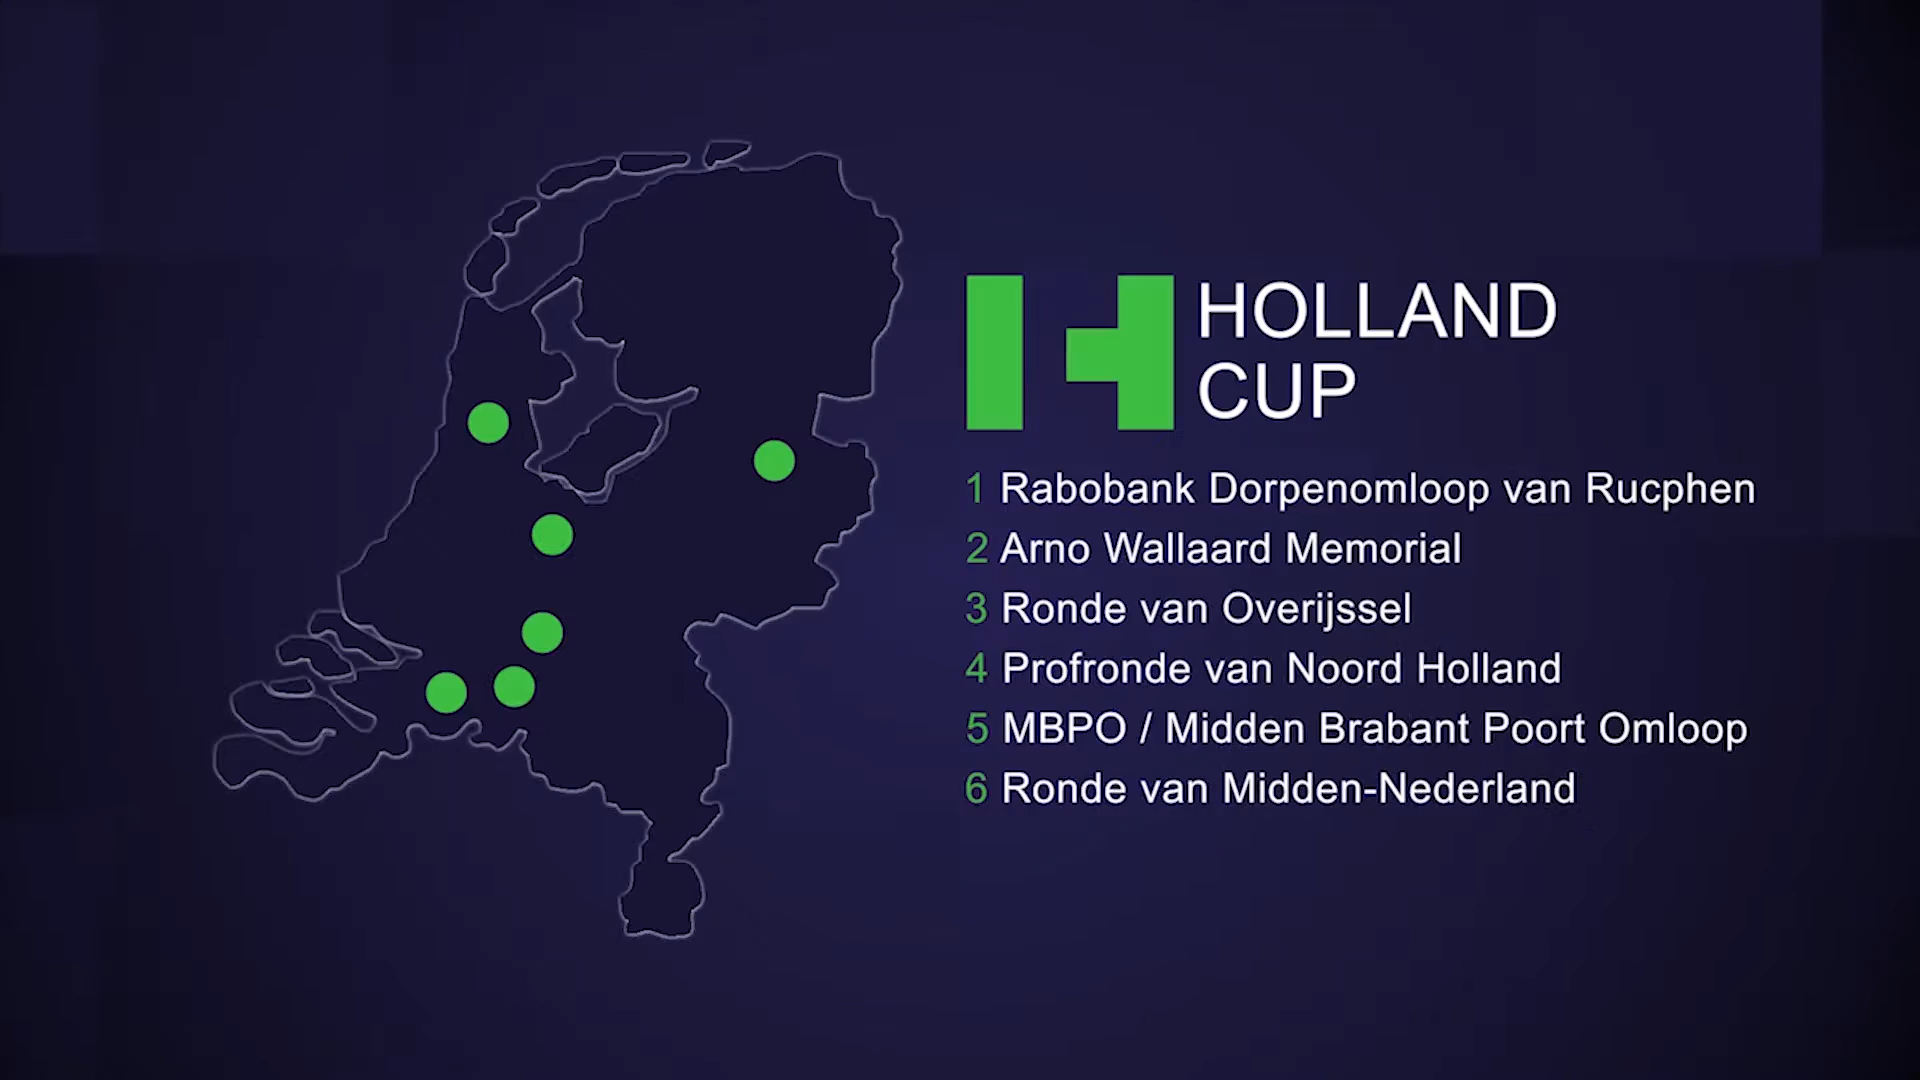 HOLLAND
CUP
1 Rabobank Dorpenomloop van Rucphen
2 Arno Wallaard Memorial
3 Ronde van Overijssel
4 Profronde van Noord Holland
5 MBPO / Midden Brabant Poort Omloop
6 Ronde van Midden-Nederland